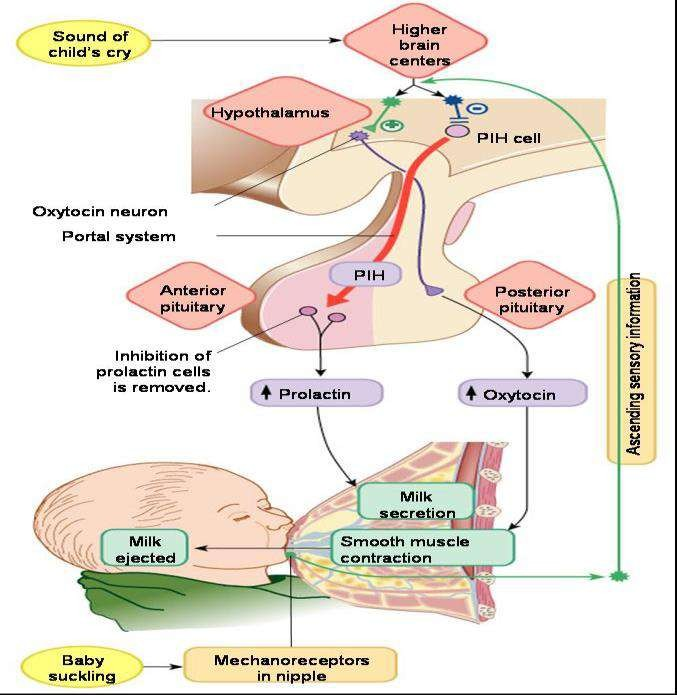 Sound of
child's cry
Higher
brain
centers
Hypothalamus
+
−
PIH cell
Oxytocin neuron
Portal system
PIH
Anterior
pituitary
Posterior
pituitary
Inhibition of
prolactin cells
is removed.
Prolactin
Oxytocin
Ascending sensory information
Milk
secretion
Milk
ejected
Smooth muscle
contraction
Baby
suckling
Mechanoreceptors
in nipple